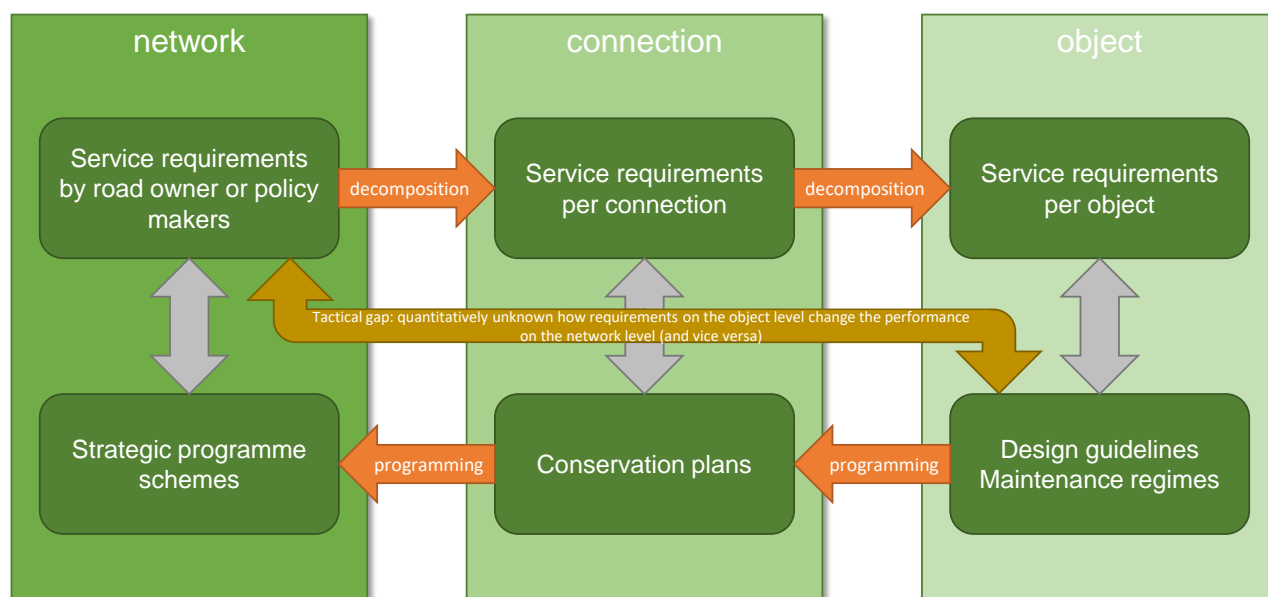 network
connection
object
Service requirements
by road owner or policy
makers
decomposition
Service requirements
per connection
decomposition
Service requirements
per object
Tactical gap: quantitatively unknown how requirements on the object level change the performance
on the network level (and vice versa)
Strategic programme
schemes
programming
Conservation plans
programming
Design guidelines
Maintenance regimes